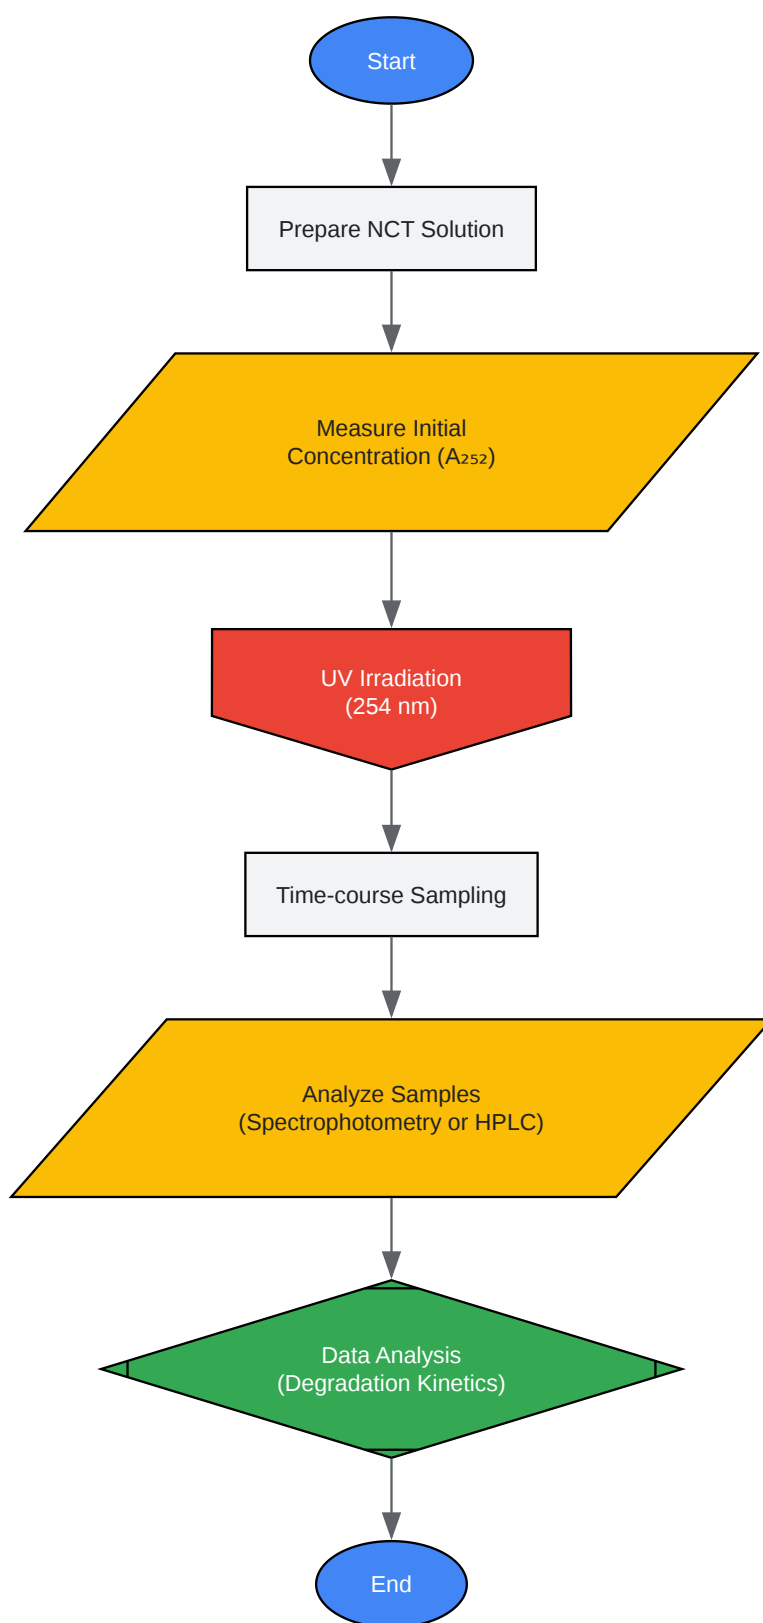 Start
Prepare NCT Solution
Measure Initial
Concentration (A₂₅₂)
UV Irradiation
(254 nm)
Time-course Sampling
Analyze Samples
(Spectrophotometry or HPLC)
Data Analysis
(Degradation Kinetics)
End